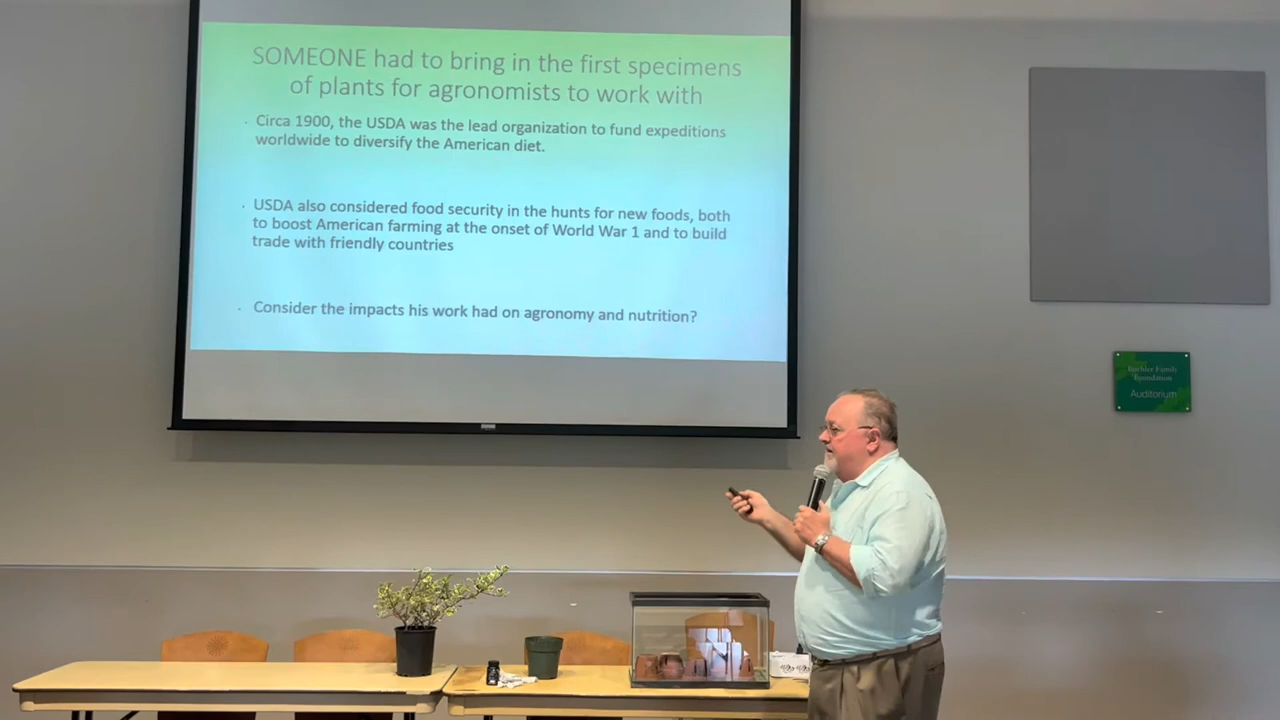 SOMEONE had to bring in the first specimens
of plants for agronomists to work with
Circa 1900, the USDA was the lead organization to fund expeditions
worldwide to diversify the American diet.
USDA also considered food security in the hunts for new foods, both
to boost American farming at the onset of World War 1 and to build
trade with friendly countries
Consider the impacts his work had on agronomy and nutrition?
Family
Foundation
Auditorium